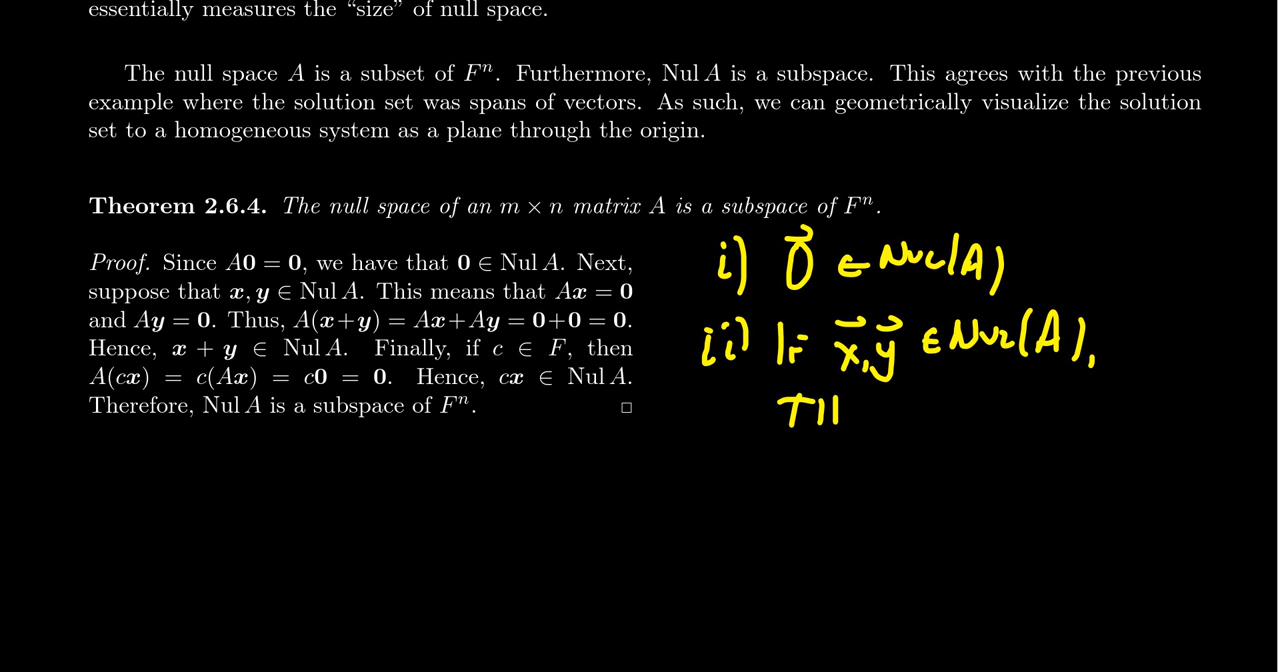 essentially measures the “size” of null space.
The null space A is a subset of Fⁿ. Furthermore, Nul A is a subspace. This agrees with the previous
example where the solution set was spans of vectors. As such, we can geometrically visualize the solution
set to a homogeneous system as a plane through the origin.
Theorem 2.6.4. The null space of an m × n matrix A is a subspace of Fⁿ.
Proof. Since A0 = 0, we have that 0 ∈ Nul A. Next,
suppose that x, y ∈ Nul A. This means that Ax = 0
and Ay = 0. Thus, A(x+y) = Ax+Ay = 0+0 = 0.
Hence, x + y ∈ Nul A. Finally, if c ∈ F, then
A(cx) = c(Ax) = c0 = 0. Hence, cx ∈ Nul A.
Therefore, Nul A is a subspace of Fⁿ. □
i) 0⃗ ∈ NUL(A)
ii) IF x⃗, y⃗ ∈ NUL(A),